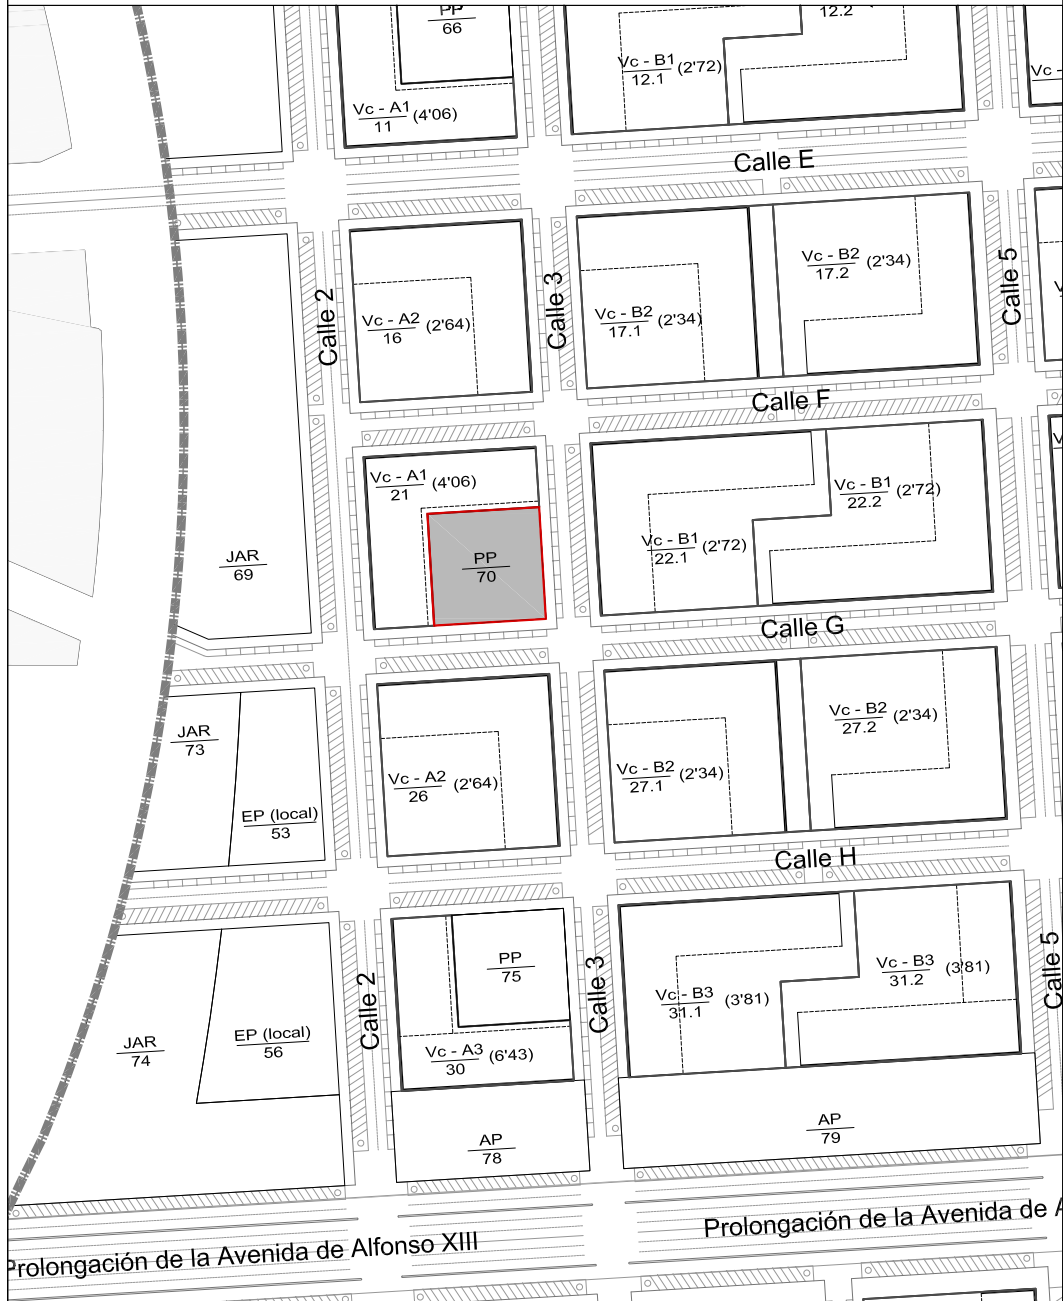 PP
66
12.2
Vc - B1 (2'72)
12.1
Vc -
Vc - A1 (4'06)
11
Calle E
Calle 2
Vc - A2 (2'64)
16
Calle 3
Vc - B2 (2'34)
17.1
Vc - B2 (2'34)
17.2
Calle 5
Calle F
Vc - A1 (4'06)
21
PP
70
Vc - B1 (2'72)
22.1
Vc - B1 (2'72)
22.2
JAR
69
Calle G
JAR
73
EP (local)
53
Vc - A2 (2'64)
26
Vc - B2 (2'34)
27.1
Vc - B2 (2'34)
27.2
Calle H
JAR
74
EP (local)
56
Calle 2
PP
75
Vc - A3 (6'43)
30
Calle 3
Vc - B3 (3'81)
31.1
Vc - B3 (3'81)
31.2
Calle 5
AP
78
AP
79
Prolongación de la Avenida de Alfonso XIII
Prolongación de la Avenida de A